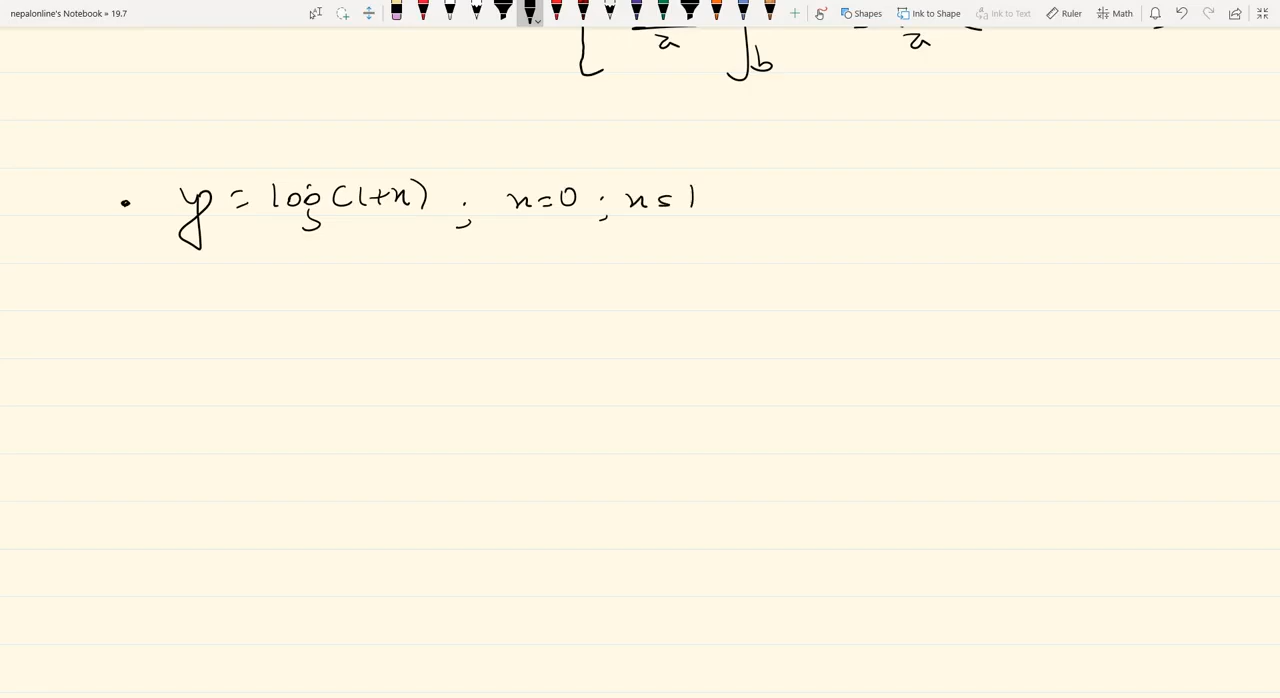 nepalonline's Notebook » 19.7
Shapes Ink to Shape Ink to Text Ruler Math
a b a
• y = log(1+x) ; x=0 ; x=1